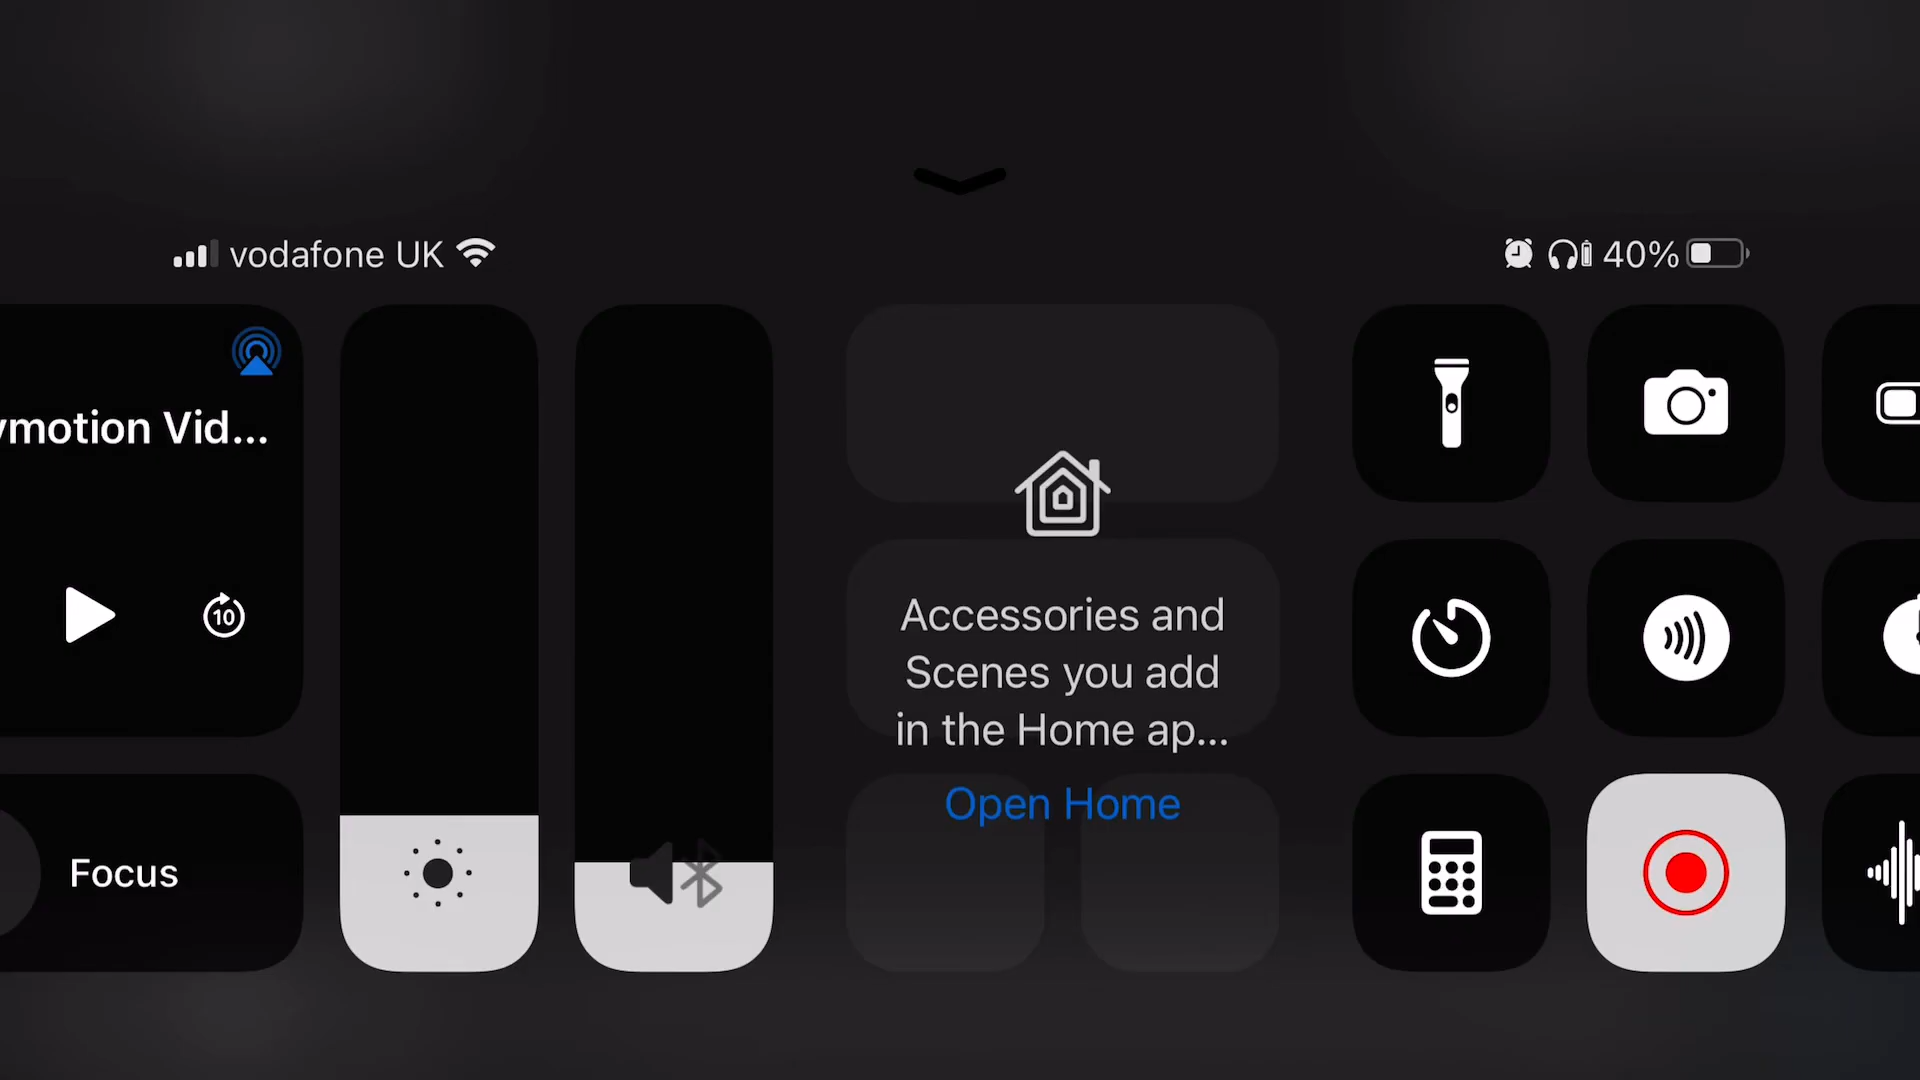 vodafone UK
40%
ymotion Vid...
10
Accessories and
Scenes you add
in the Home ap...
Open Home
Focus